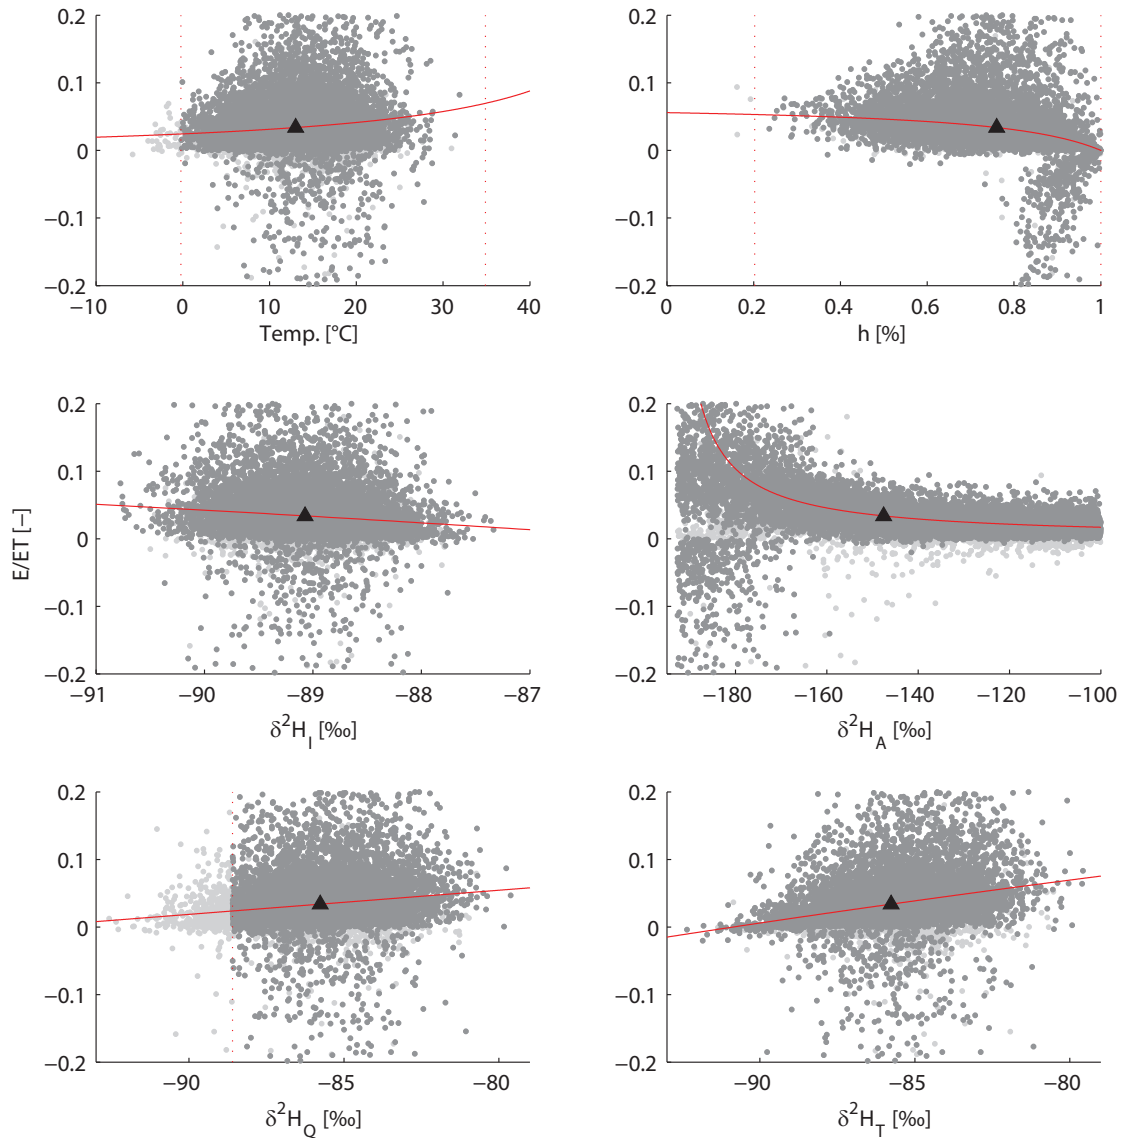 0.2
0.1
0
−0.1
−0.2
−10 0 10 20 30 40
Temp. [°C]
0.2
0.1
0
−0.1
−0.2
0 0.2 0.4 0.6 0.8 1
h [%]
E/ET [−]
0.2
0.1
0
−0.1
−0.2
−91 −90 −89 −88 −87
δ²H_I [‰]
0.2
0.1
0
−0.1
−0.2
−180 −160 −140 −120 −100
δ²H_A [‰]
0.2
0.1
0
−0.1
−0.2
−90 −85 −80
δ²H_Q [‰]
0.2
0.1
0
−0.1
−0.2
−90 −85 −80
δ²H_T [‰]